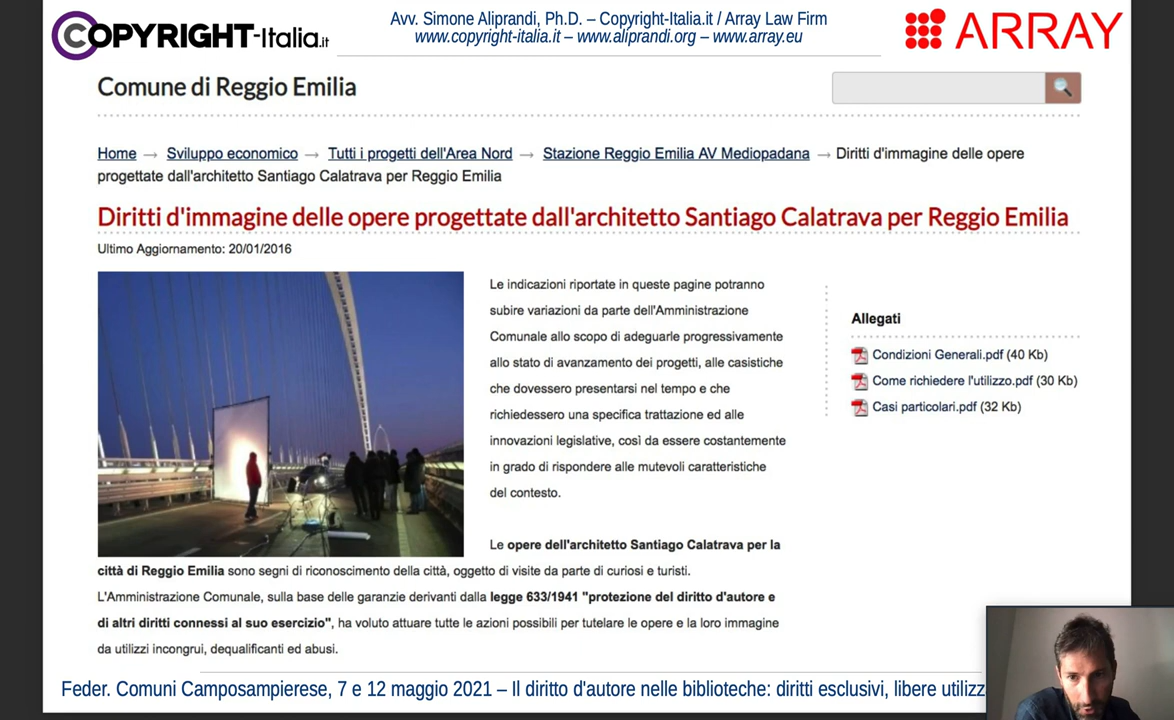 COPYRIGHT-Italia.it
Avv. Simone Aliprandi, Ph.D. – Copyright-Italia.it / Array Law Firm
www.copyright-italia.it – www.aliprandi.org – www.array.eu
ARRAY
Comune di Reggio Emilia
Home → Sviluppo economico → Tutti i progetti dell'Area Nord → Stazione Reggio Emilia AV Mediopadana → Diritti d'immagine delle opere
progettate dall'architetto Santiago Calatrava per Reggio Emilia
Diritti d'immagine delle opere progettate dall'architetto Santiago Calatrava per Reggio Emilia
Ultimo Aggiornamento: 20/01/2016
Le indicazioni riportate in queste pagine potranno
subire variazioni da parte dell'Amministrazione
Comunale allo scopo di adeguarle progressivamente
allo stato di avanzamento dei progetti, alle casistiche
che dovessero presentarsi nel tempo e che
richiedessero una specifica trattazione ed alle
innovazioni legislative, così da essere costantemente
in grado di rispondere alle mutevoli caratteristiche
del contesto.
Le opere dell'architetto Santiago Calatrava per la
città di Reggio Emilia sono segni di riconoscimento della città, oggetto di visite da parte di curiosi e turisti.
L'Amministrazione Comunale, sulla base delle garanzie derivanti dalla legge 633/1941 "protezione del diritto d'autore e
di altri diritti connessi al suo esercizio", ha voluto attuare tutte le azioni possibili per tutelare le opere e la loro immagine
da utilizzi incongrui, dequalificanti ed abusi.
Allegati
Condizioni Generali.pdf (40 Kb)
Come richiedere l'utilizzo.pdf (30 Kb)
Casi particolari.pdf (32 Kb)
Feder. Comuni Camposampierese, 7 e 12 maggio 2021 – Il diritto d'autore nelle biblioteche: diritti esclusivi, libere utilizz